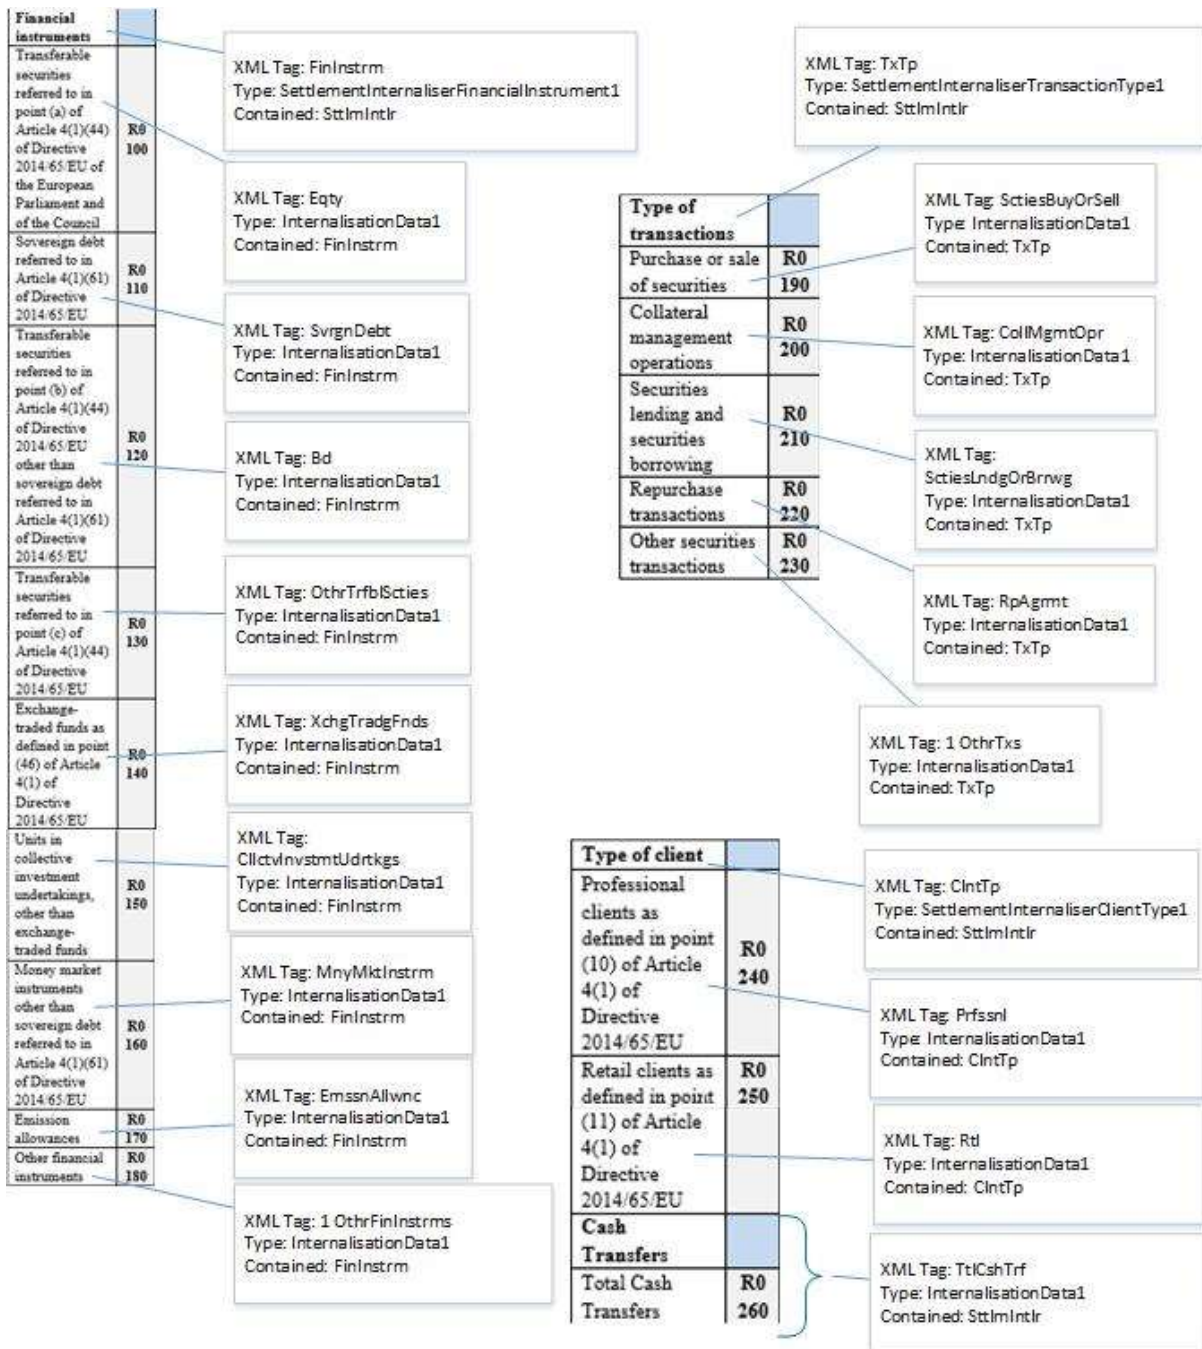 Financial
instruments
Transferable
securities
referred to in
point (a) of
Article 4(1)(44)
of Directive
2014/65/EU of
the European
Parliament and
of the Council
R0
100
Sovereign debt
referred to in
Article 4(1)(61)
of Directive
2014/65/EU
R0
110
Transferable
securities
referred to in
point (b) of
Article 4(1)(44)
of Directive
2014/65/EU
other than
sovereign debt
referred to in
Article 4(1)(61)
of Directive
2014/65/EU
R0
120
Transferable
securities
referred to in
point (c) of
Article 4(1)(44)
of Directive
2014/65/EU
R0
130
Exchange-
traded funds as
defined in point
(46) of Article
4(1) of
Directive
2014/65/EU
R0
140
Units in
collective
investment
undertakings,
other than
exchange-
traded funds
R0
150
Money market
instruments
other than
sovereign debt
referred to in
Article 4(1)(61)
of Directive
2014/65/EU
R0
160
Emission
allowances
R0
170
Other financial
instruments
R0
180
XML Tag: FinInstrm
Type: SettlementInternaliserFinancialInstrument1
Contained: SttlmIntlr
XML Tag: Eqty
Type: InternalisationData1
Contained: FinInstrm
XML Tag: SvrgnDebt
Type: InternalisationData1
Contained: FinInstrm
XML Tag: Bd
Type: InternalisationData1
Contained: FinInstrm
XML Tag: OthrTrfblScties
Type: InternalisationData1
Contained: FinInstrm
XML Tag: XchgTradgFnds
Type: InternalisationData1
Contained: FinInstrm
XML Tag:
ClctvInvstmtUdrtkgs
Type: InternalisationData1
Contained: FinInstrm
XML Tag: MnyMktInstrm
Type: InternalisationData1
Contained: FinInstrm
XML Tag: EmssnAllwnc
Type: InternalisationData1
Contained: FinInstrm
XML Tag: 1 OthrFinInstrms
Type: InternalisationData1
Contained: FinInstrm
XML Tag: TxTp
Type: SettlementInternaliserTransactionType1
Contained: SttlmIntlr
Type of
transactions
Purchase or sale
of securities
R0
190
Collateral
management
operations
R0
200
Securities
lending and
securities
borrowing
R0
210
Repurchase
transactions
R0
220
Other securities
transactions
R0
230
XML Tag: SctiesBuyOrSell
Type: InternalisationData1
Contained: TxTp
XML Tag: CollMgmtOpr
Type: InternalisationData1
Contained: TxTp
XML Tag:
SctiesLndgOrBrrwg
Type: InternalisationData1
Contained: TxTp
XML Tag: RpAgrmt
Type: InternalisationData1
Contained: TxTp
XML Tag: 1 OthrTxs
Type: InternalisationData1
Contained: TxTp
Type of client
Professional
clients as
defined in point
(10) of Article
4(1) of
Directive
2014/65/EU
R0
240
Retail clients as
defined in point
(11) of Article
4(1) of
Directive
2014/65/EU
R0
250
Cash
Transfers
Total Cash
Transfers
R0
260
XML Tag: ClntTp
Type: SettlementInternaliserClientType1
Contained: SttlmIntlr
XML Tag: Prfssnl
Type: InternalisationData1
Contained: ClntTp
XML Tag: Rtl
Type: InternalisationData1
Contained: ClntTp
XML Tag: TtlCshTrf
Type: InternalisationData1
Contained: SttlmIntlr